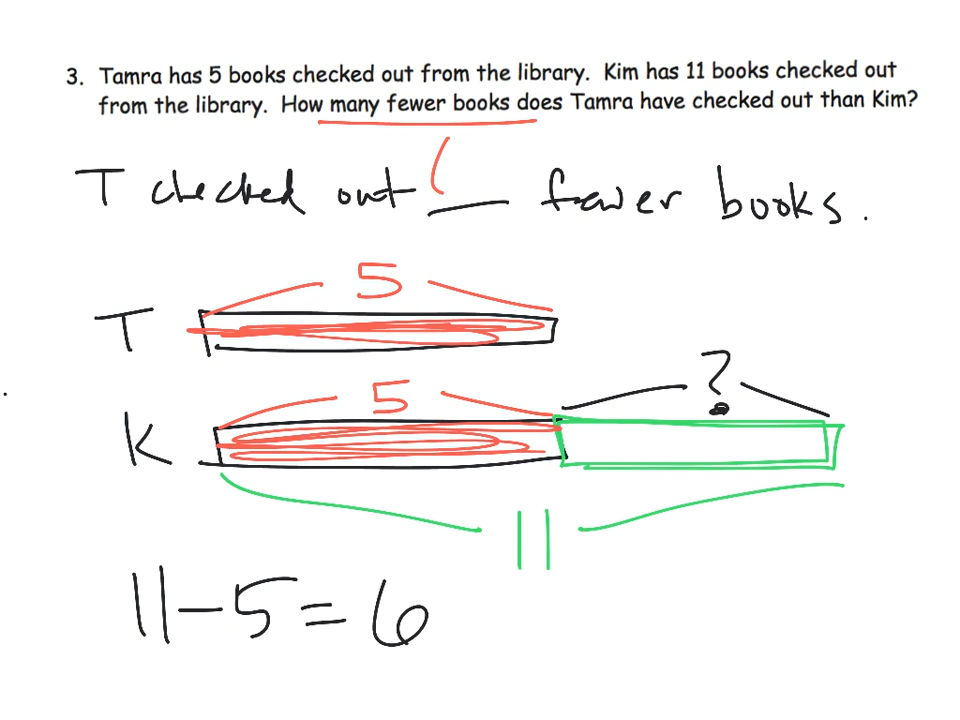 3. Tamra has 5 books checked out from the library. Kim has 11 books checked out
from the library. How many fewer books does Tamra have checked out than Kim?
T checked out ( __ fewer books.
5
T
?
5
K
11
11-5=6